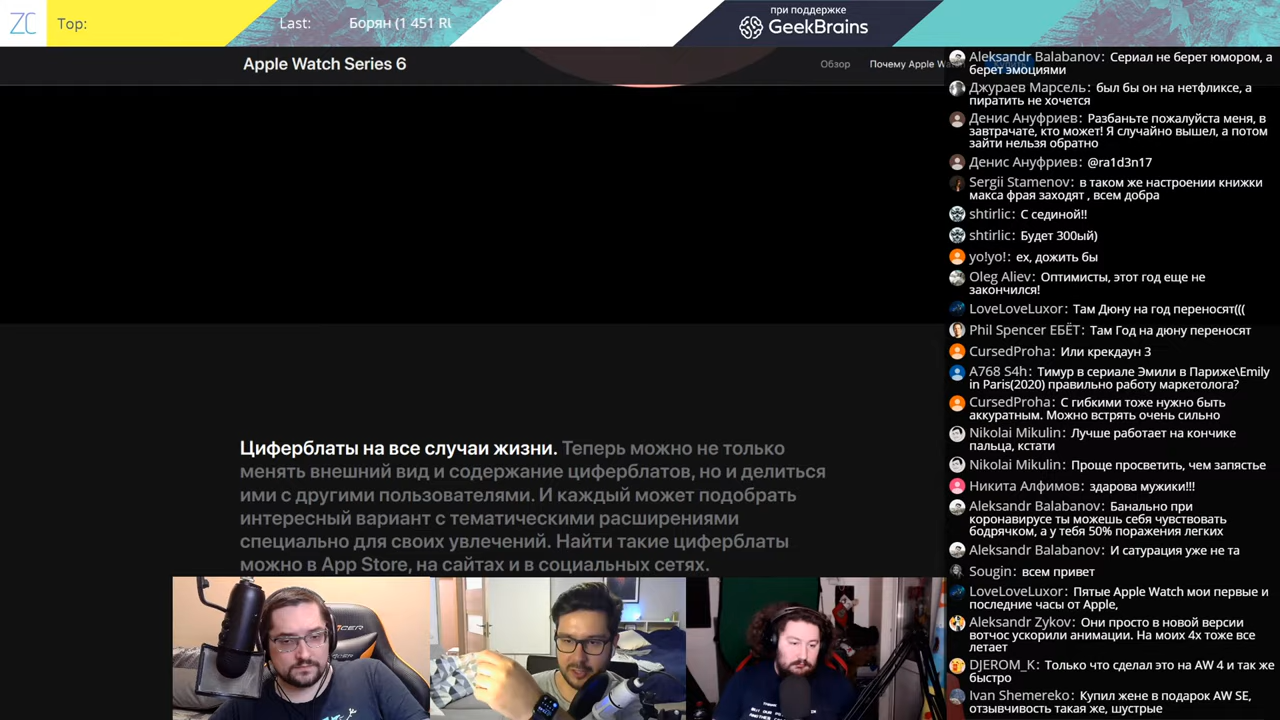 ZC
Top:
Last:
Борян (1 451 RU
при поддержке
GeekBrains
Apple Watch Series 6
Обзор
Почему Apple Wa
Циферблаты на все случаи жизни. Теперь можно не только
менять внешний вид и содержание циферблатов, но и делиться
ими с другими пользователями. И каждый может подобрать
интересный вариант с тематическими расширениями
специально для своих увлечений. Найти такие циферблаты
можно в App Store, на сайтах и в социальных сетях.
Aleksandr Balabanov: Сериал не берет юмором, а
берет эмоциями
Джураев Марсель: был бы он на нетфликсе, а
пиратить не хочется
Денис Ануфриев: Разбаньте пожалуйста меня, в
завтрачате, кто может! Я случайно вышел, а потом
зайти нельзя обратно
Денис Ануфриев: @ra1d3n17
Sergii Stamenov: в таком же настроении книжки
макса фрая заходят , всем добра
shtirlic: С сединой!!
shtirlic: Будет 300ый)
yo!yo!: ех, дожить бы
Oleg Aliev: Оптимисты, этот год еще не
закончился!
LoveLoveLuxor: Там Дюну на год переносят(((
Phil Spencer ЕБЁТ: Там Год на дюну переносят
CursedProha: Или крекдаун 3
A768 S4h: Тимур в сериале Эмили в Париже\Emily
in Paris(2020) правильно работу маркетолога?
CursedProha: С гибкими тоже нужно быть
аккуратным. Можно встрять очень сильно
Nikolai Mikulin: Лучше работает на кончике
пальца, кстати
Nikolai Mikulin: Проще просветить, чем запястье
Никита Алфимов: здарова мужики!!!
Aleksandr Balabanov: Банально при
коронавирусе ты можешь себя чувствовать
бодрячком, а у тебя 50% поражения легких
Aleksandr Balabanov: И сатурация уже не та
Sougin: всем привет
LoveLoveLuxor: Пятые Apple Watch мои первые и
последние часы от Apple,
Aleksandr Zykov: Они просто в новой версии
вотчос ускорили анимации. На моих 4х тоже все
летает
DJEROM_K: Только что сделал это на AW 4 и так же
быстро
Ivan Shemereko: Купил жене в подарок AW SE,
отзывчивость такая же, шустрые